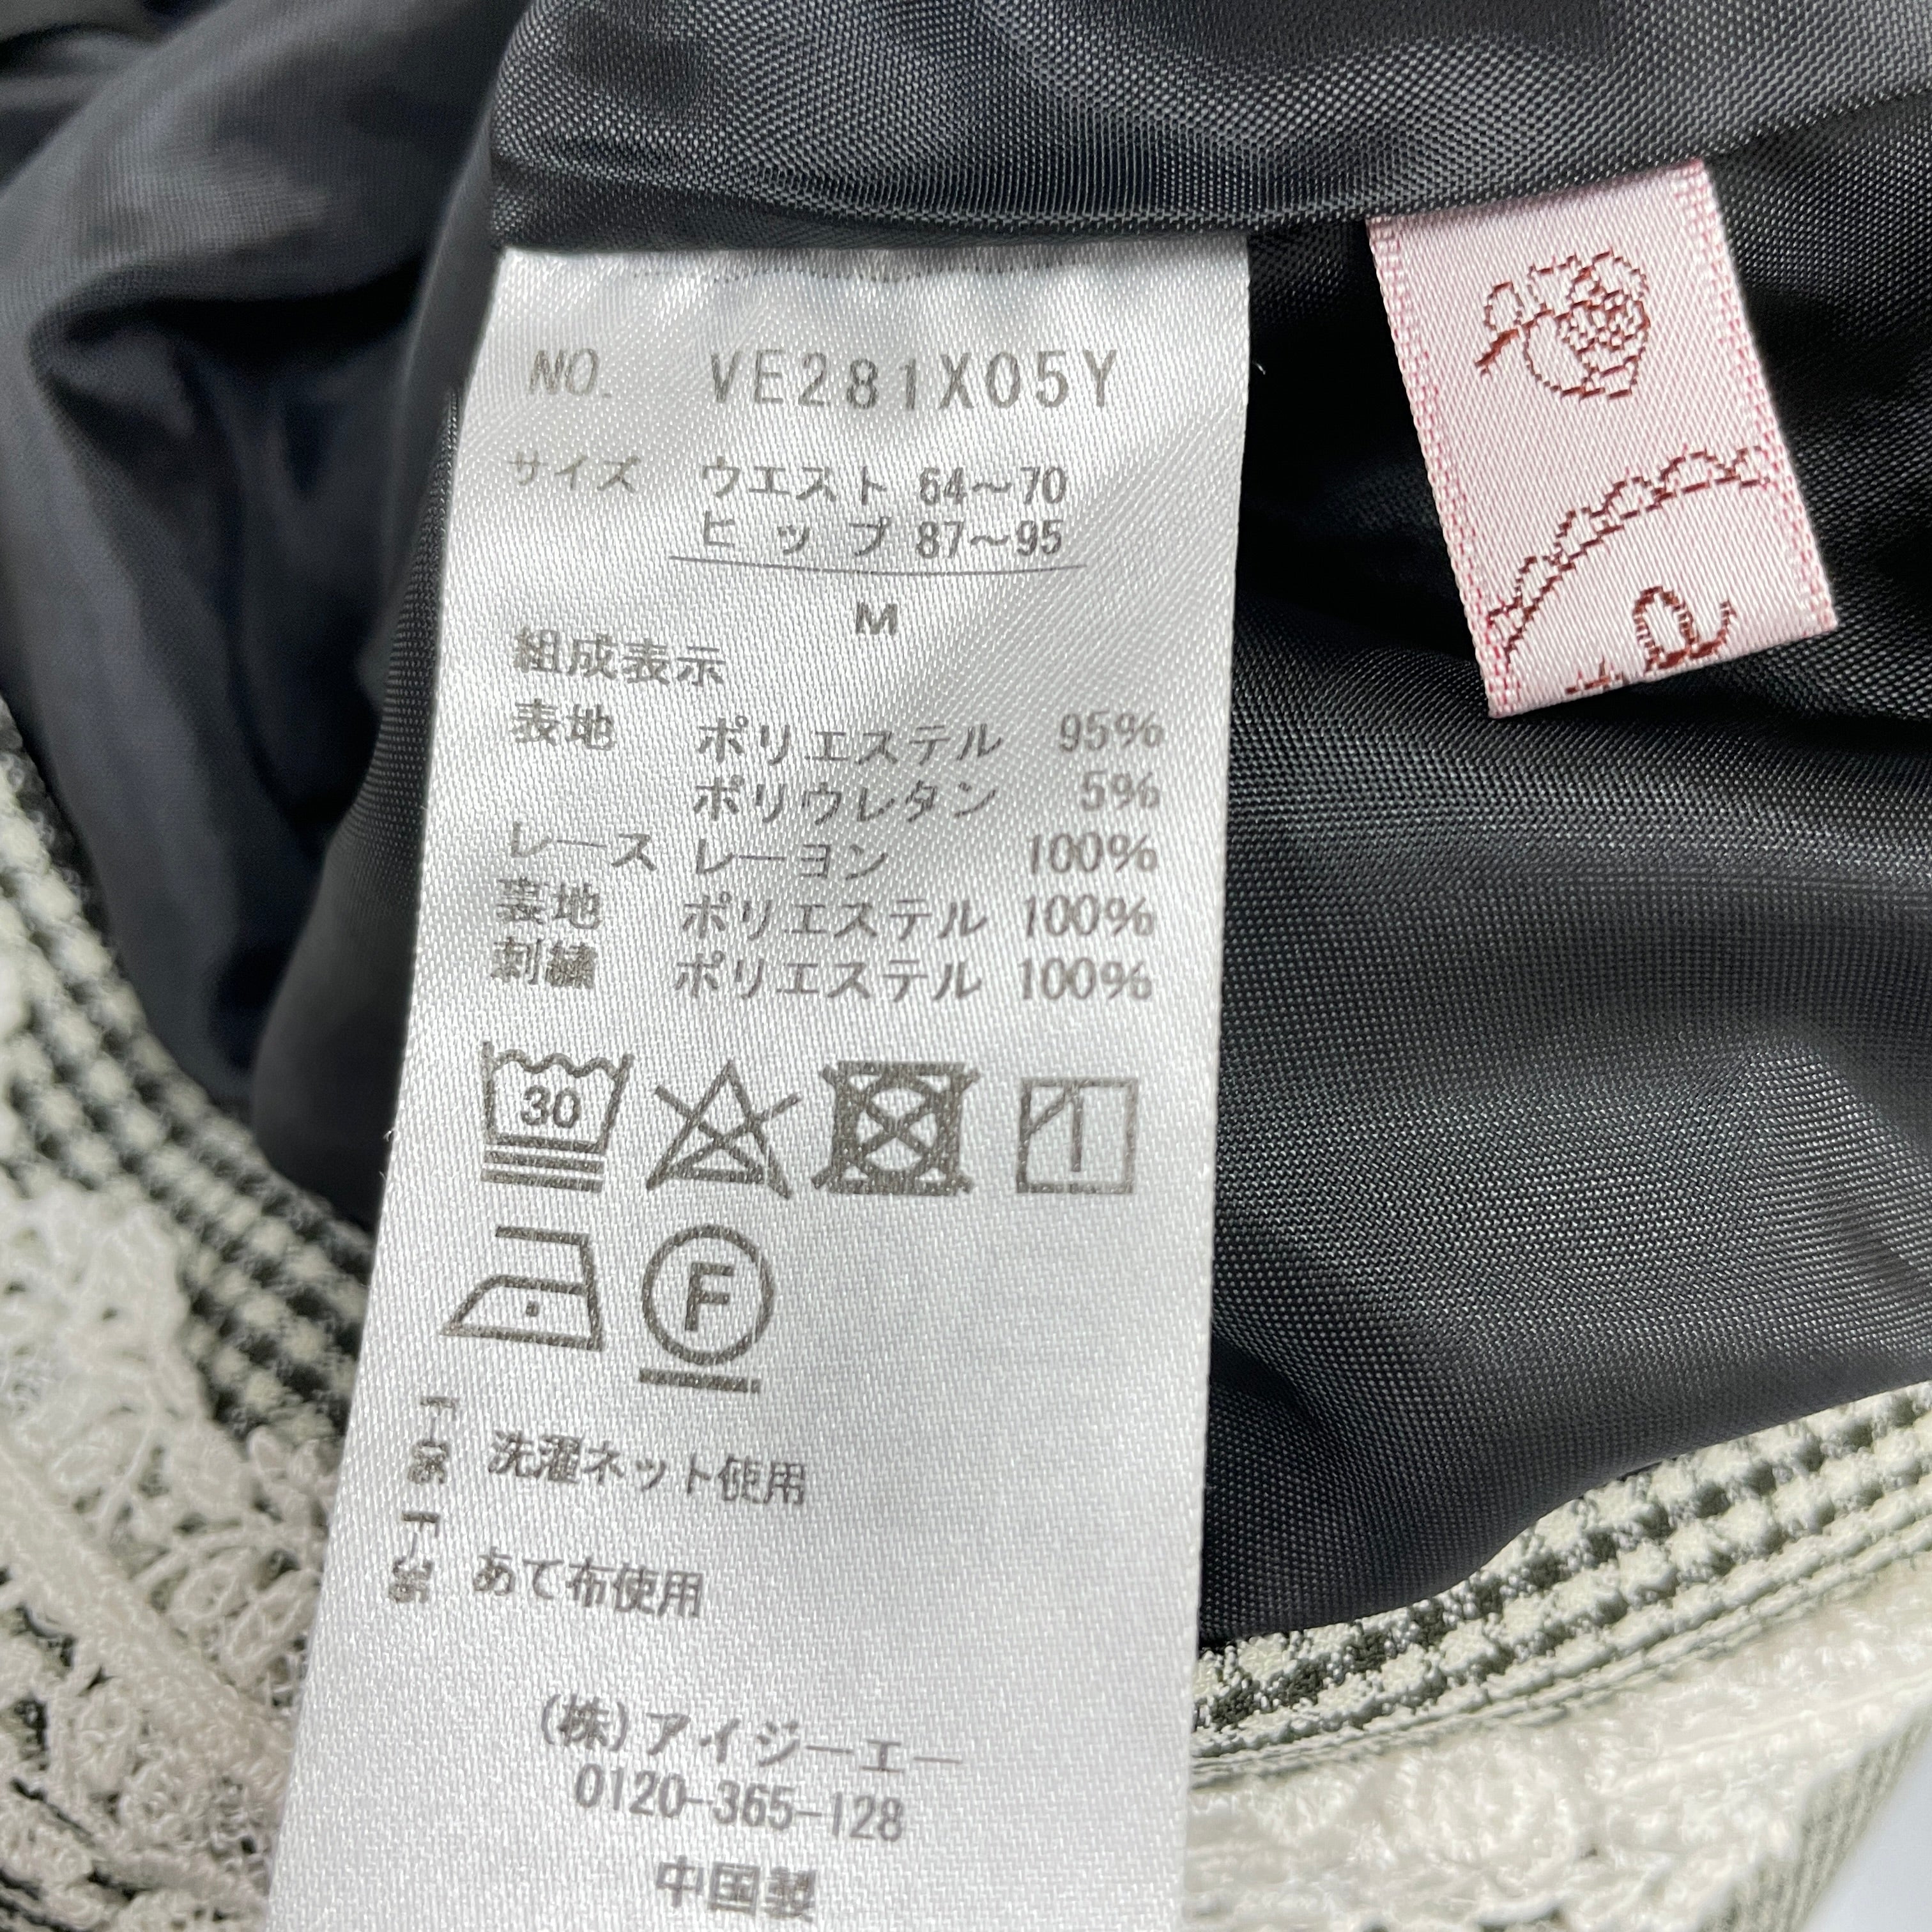 NO. VE281X05Y
サイズ ウエスト 64〜70
ヒップ 87〜95
M
組成表示
表地 ポリエステル 95%
ポリウレタン 5%
レース レーヨン 100%
裏地 ポリエステル 100%
刺繍 ポリエステル 100%
30
F
洗濯ネット使用
あて布使用
(株)アイジーエー
0120-365-128
中国製